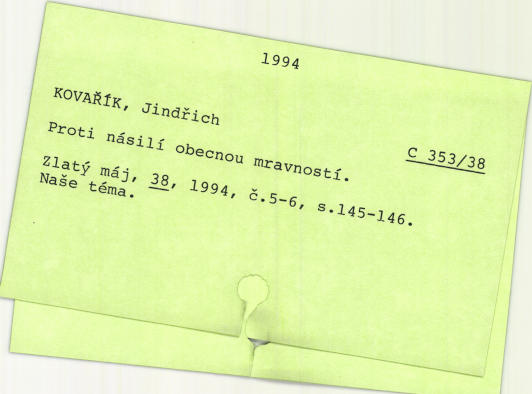 1994
KOVAŘÍK, Jindřich
C 353/38
Proti násilí obecnou mravností.
Zlatý máj, 38, 1994, č.5-6, s.145-146.
Naše téma.